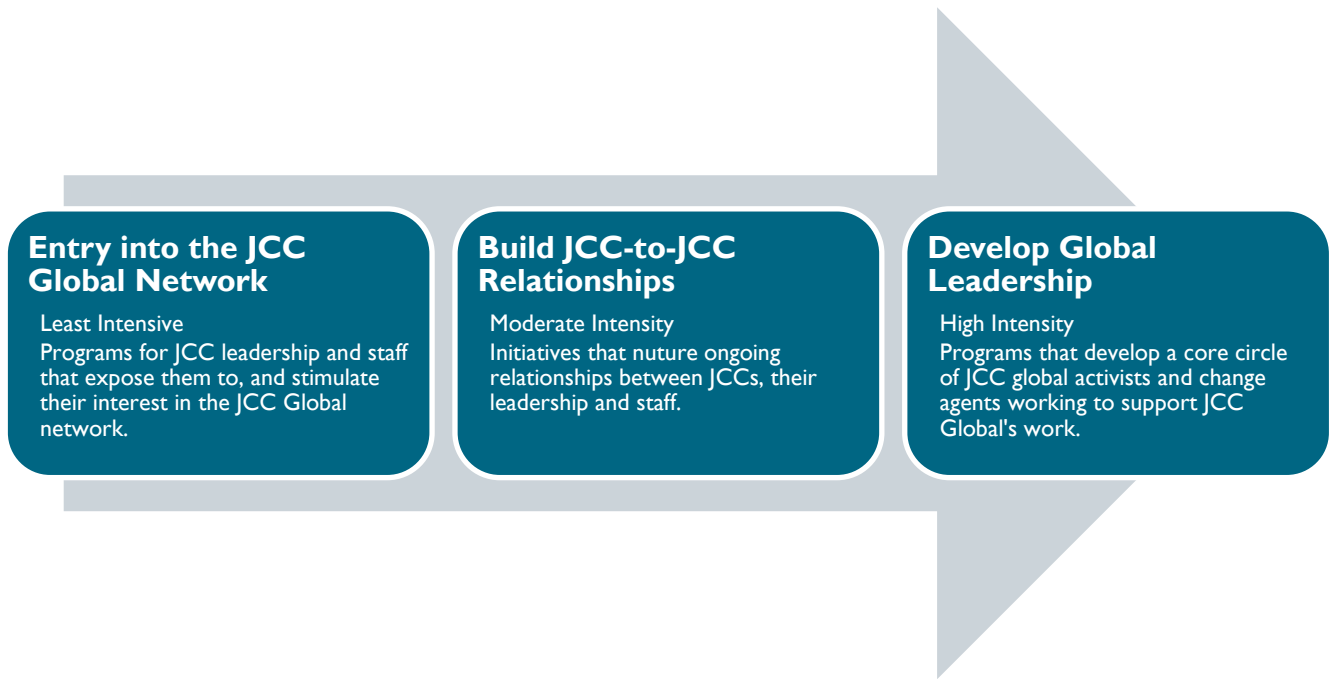 Entry into the JCC
Global Network
Least Intensive
Programs for JCC leadership and staff
that expose them to, and stimulate
their interest in the JCC Global
network.
Build JCC-to-JCC
Relationships
Moderate Intensity
Initiatives that nuture ongoing
relationships between JCCs, their
leadership and staff.
Develop Global
Leadership
High Intensity
Programs that develop a core circle
of JCC global activists and change
agents working to support JCC
Global's work.